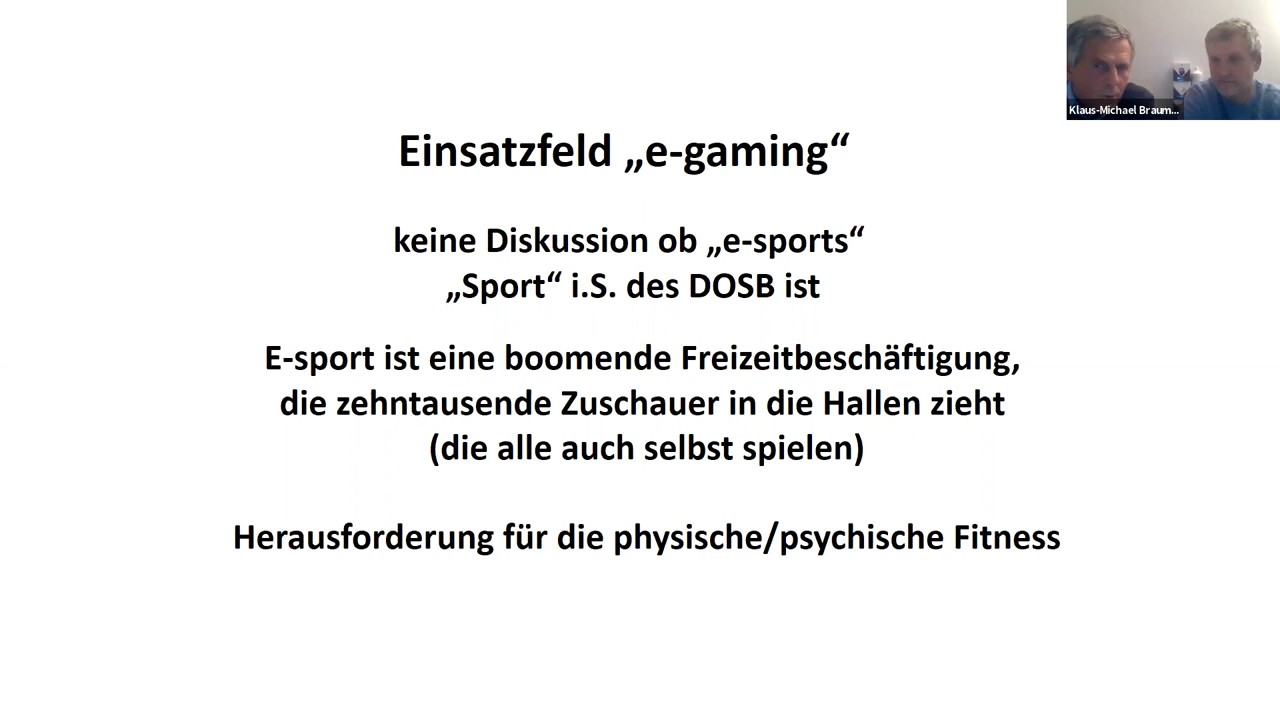 Klaus-Michael Braum...
Einsatzfeld „e-gaming“
keine Diskussion ob „e-sports“
„Sport“ i.S. des DOSB ist
E-sport ist eine boomende Freizeitbeschäftigung,
die zehntausende Zuschauer in die Hallen zieht
(die alle auch selbst spielen)
Herausforderung für die physische/psychische Fitness